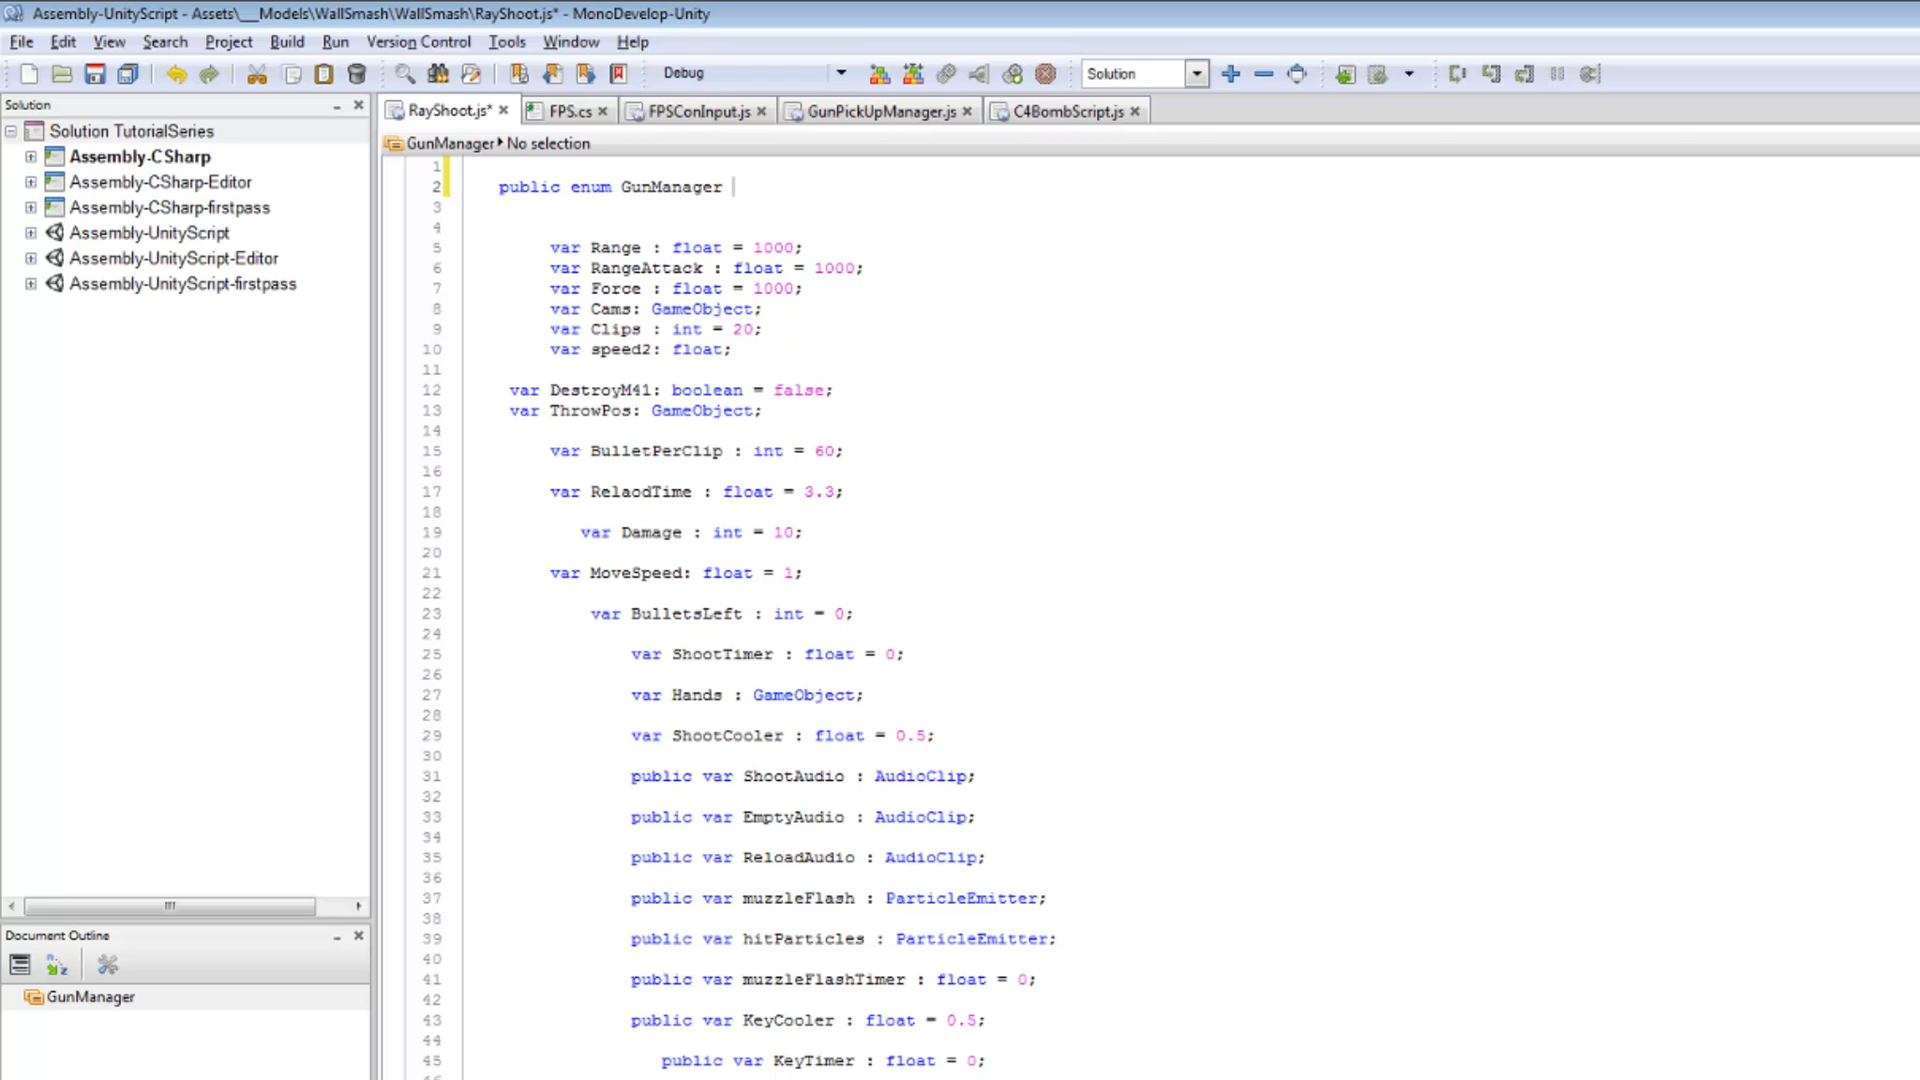 Assembly-UnityScript - Assets\__Models\WallSmash\WallSmash\RayShoot.js* - MonoDevelop-Unity
File Edit View Search Project Build Run Version Control Tools Window Help
Debug
Solution
Solution
RayShoot.js* FPS.cs FPSConInput.js GunPickUpManager.js C4BombScript.js
Solution TutorialSeries
Assembly-CSharp
Assembly-CSharp-Editor
Assembly-CSharp-firstpass
Assembly-UnityScript
Assembly-UnityScript-Editor
Assembly-UnityScript-firstpass
Document Outline
GunManager
GunManager No selection
1
2 public enum GunManager
3
4
5 var Range : float = 1000;
6 var RangeAttack : float = 1000;
7 var Force : float = 1000;
8 var Cams: GameObject;
9 var Clips : int = 20;
10 var speed2: float;
11
12 var DestroyM41: boolean = false;
13 var ThrowPos: GameObject;
14
15 var BulletPerClip : int = 60;
16
17 var RelaodTime : float = 3.3;
18
19 var Damage : int = 10;
20
21 var MoveSpeed: float = 1;
22
23 var BulletsLeft : int = 0;
24
25 var ShootTimer : float = 0;
26
27 var Hands : GameObject;
28
29 var ShootCooler : float = 0.5;
30
31 public var ShootAudio : AudioClip;
32
33 public var EmptyAudio : AudioClip;
34
35 public var ReloadAudio : AudioClip;
36
37 public var muzzleFlash : ParticleEmitter;
38
39 public var hitParticles : ParticleEmitter;
40
41 public var muzzleFlashTimer : float = 0;
42
43 public var KeyCooler : float = 0.5;
44
45 public var KeyTimer : float = 0;